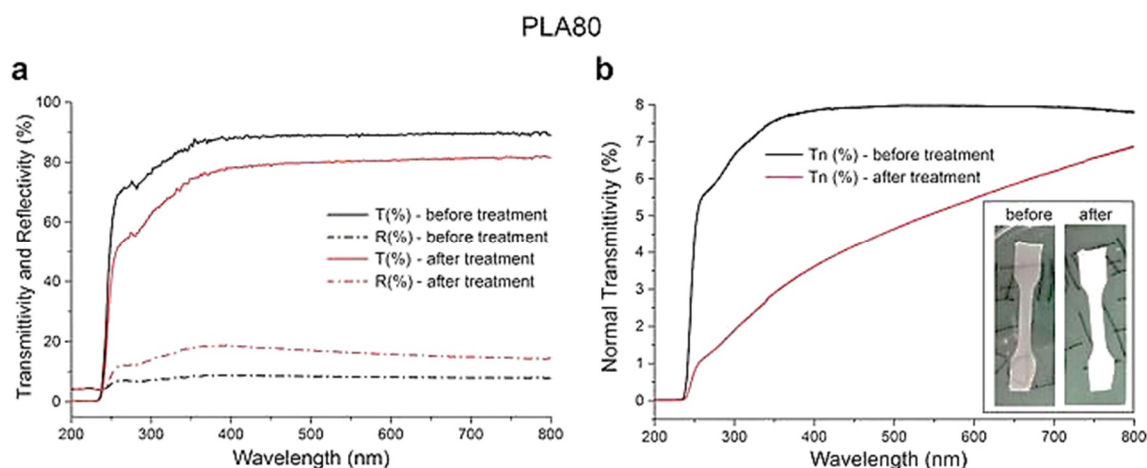 PLA80
a
Transmittivity and Reflectivity (%)
100
80
60
40
20
0
T(%) - before treatment
R(%) - before treatment
T(%) - after treatment
R(%) - after treatment
200 300 400 500 600 700 800
Wavelength (nm)
b
Normal Transmittivity (%)
8
7
6
5
4
3
2
1
0
Tn (%) - before treatment
Tn (%) - after treatment
before after
200 300 400 500 600 700 800
Wavelength (nm)